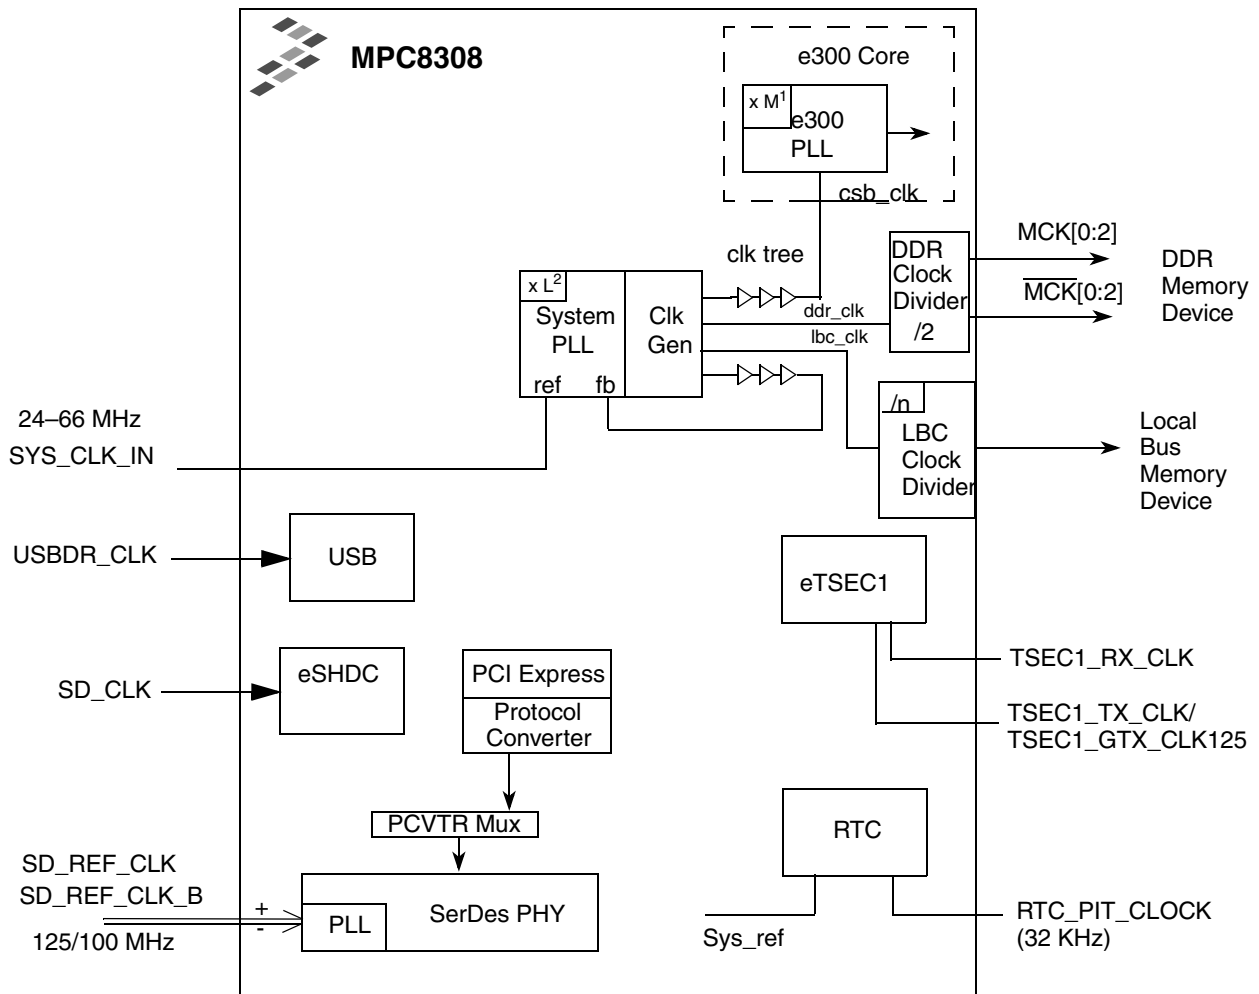 MPC8308
e300 Core
x M1
e300
PLL
csb_clk
clk tree
MCK[0:2]
MCK[0:2]
DDR
Memory
Device
DDR
Clock
Divider
/2
x L2
System
PLL
ref
fb
Clk
Gen
ddr_clk
lbc_clk
24–66 MHz
SYS_CLK_IN
/n
LBC
Clock
Divider
Local
Bus
Memory
Device
USBDR_CLK
USB
eTSEC1
SD_CLK
eSHDC
PCI Express
Protocol
Converter
TSEC1_RX_CLK
TSEC1_TX_CLK/
TSEC1_GTX_CLK125
PCVTR Mux
RTC
SD_REF_CLK
SD_REF_CLK_B
+
-
125/100 MHz
PLL
SerDes PHY
Sys_ref
RTC_PIT_CLOCK
(32 KHz)